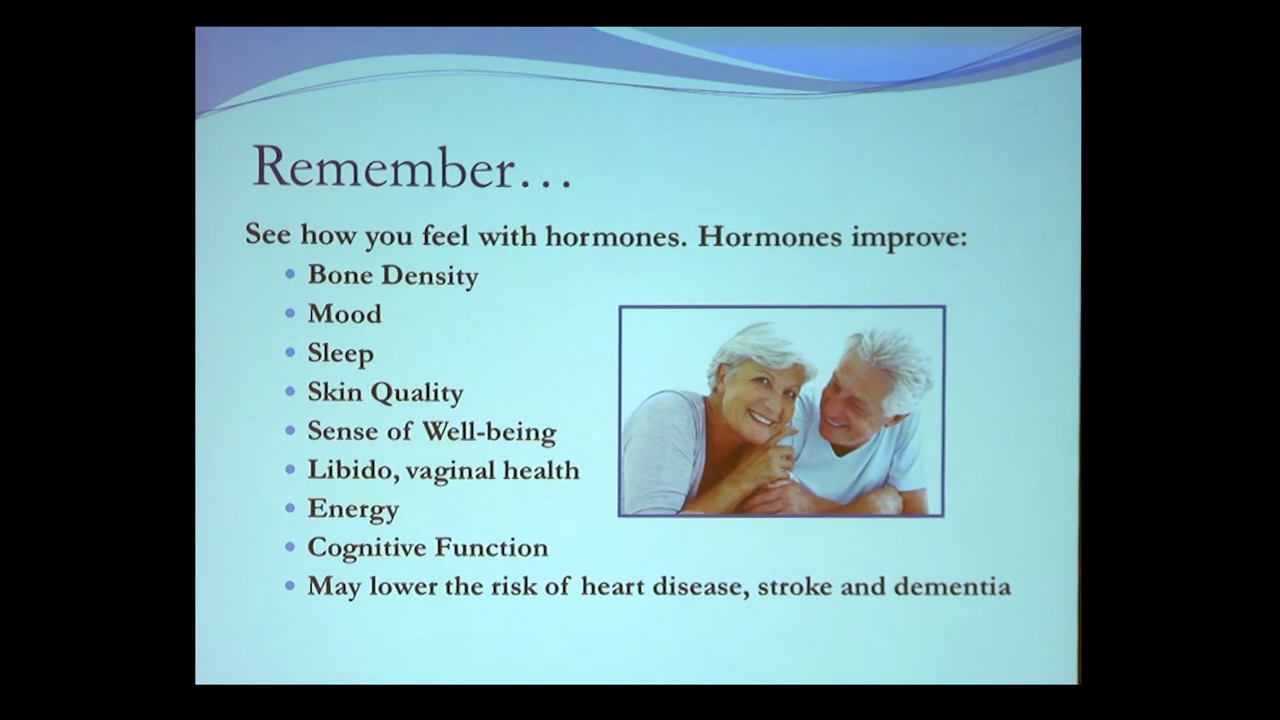 Remember...
See how you feel with hormones. Hormones improve:
• Bone Density
• Mood
• Sleep
• Skin Quality
• Sense of Well-being
• Libido, vaginal health
• Energy
• Cognitive Function
• May lower the risk of heart disease, stroke and dementia